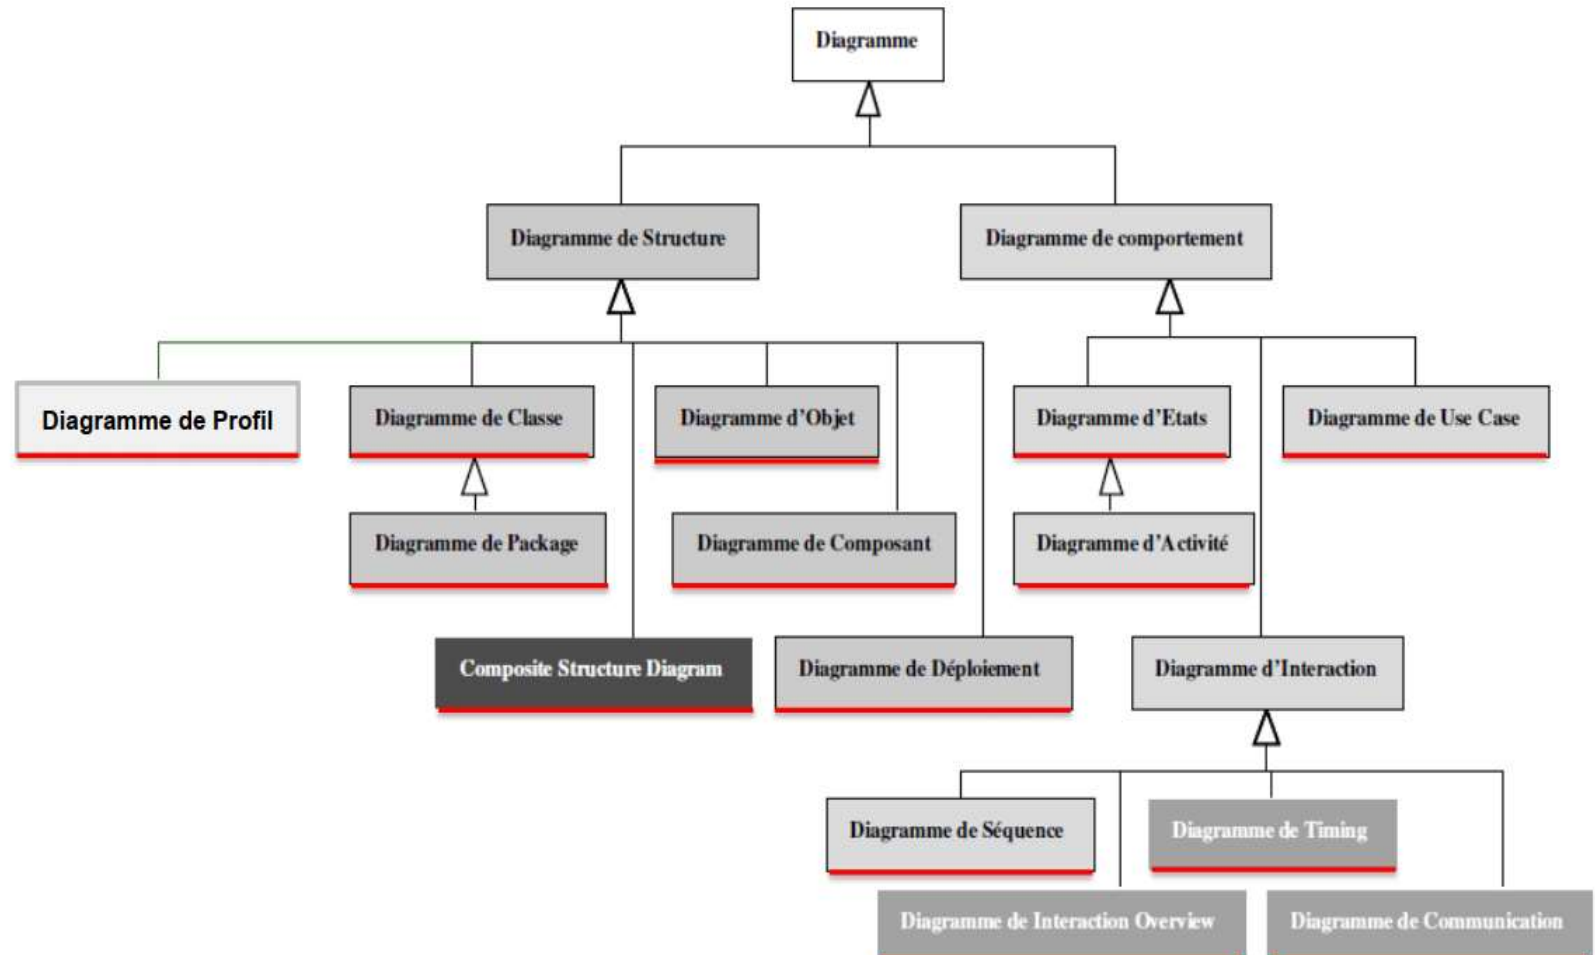 Diagramme
Diagramme de Structure
Diagramme de comportement
Diagramme de Profil
Diagramme de Classe
Diagramme d’Objet
Diagramme d’Etats
Diagramme de Use Case
Diagramme de Package
Diagramme de Composant
Diagramme d’Activité
Composite Structure Diagram
Diagramme de Déploiement
Diagramme d’Interaction
Diagramme de Séquence
Diagramme de Timing
Diagramme de Interaction Overview
Diagramme de Communication